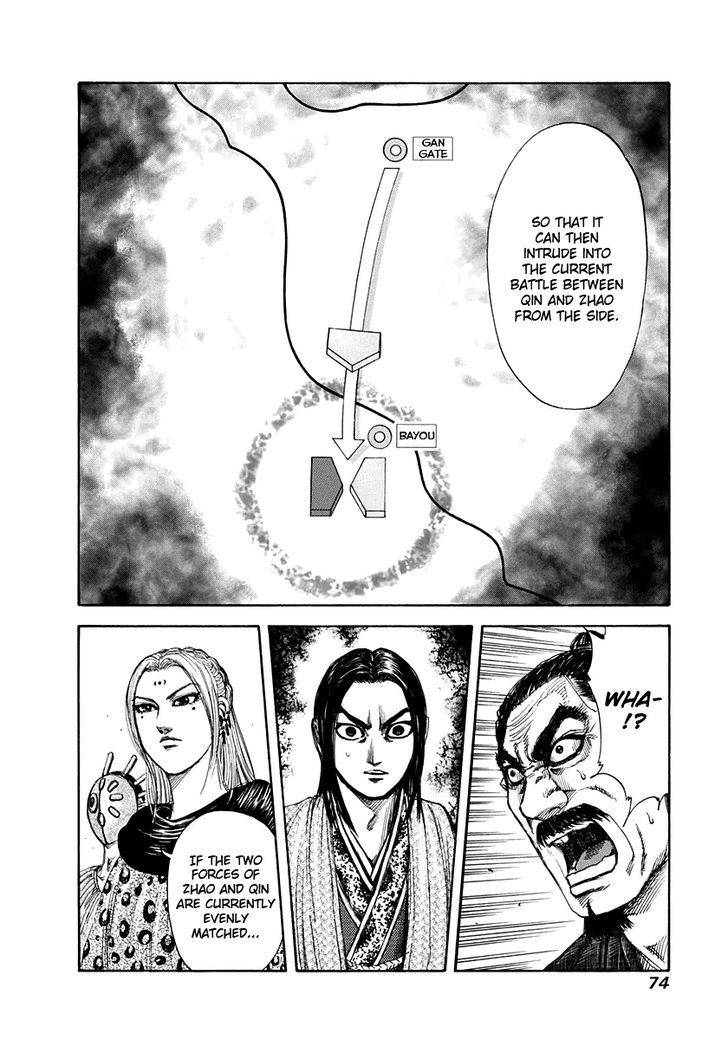 GAN
GATE
SO THAT IT
CAN THEN
INTRUDE INTO
THE CURRENT
BATTLE BETWEEN
QIN AND ZHAO
FROM THE SIDE.
BAYOU
WHA-
!?
IF THE TWO
FORCES OF
ZHAO AND QIN
ARE CURRENTLY
EVENLY
MATCHED...
74